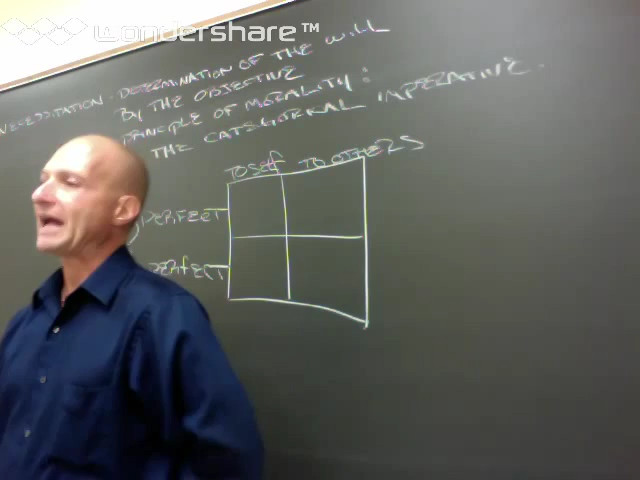 Wondershare™
NECESSITATION - DETERMINATION OF THE WILL
BY THE OBJECTIVE
PRINCIPLE OF MORALITY:
THE CATEGORICAL IMPERATIVE.
TO SELF TO OTHERS
PERFECT
PERFECT